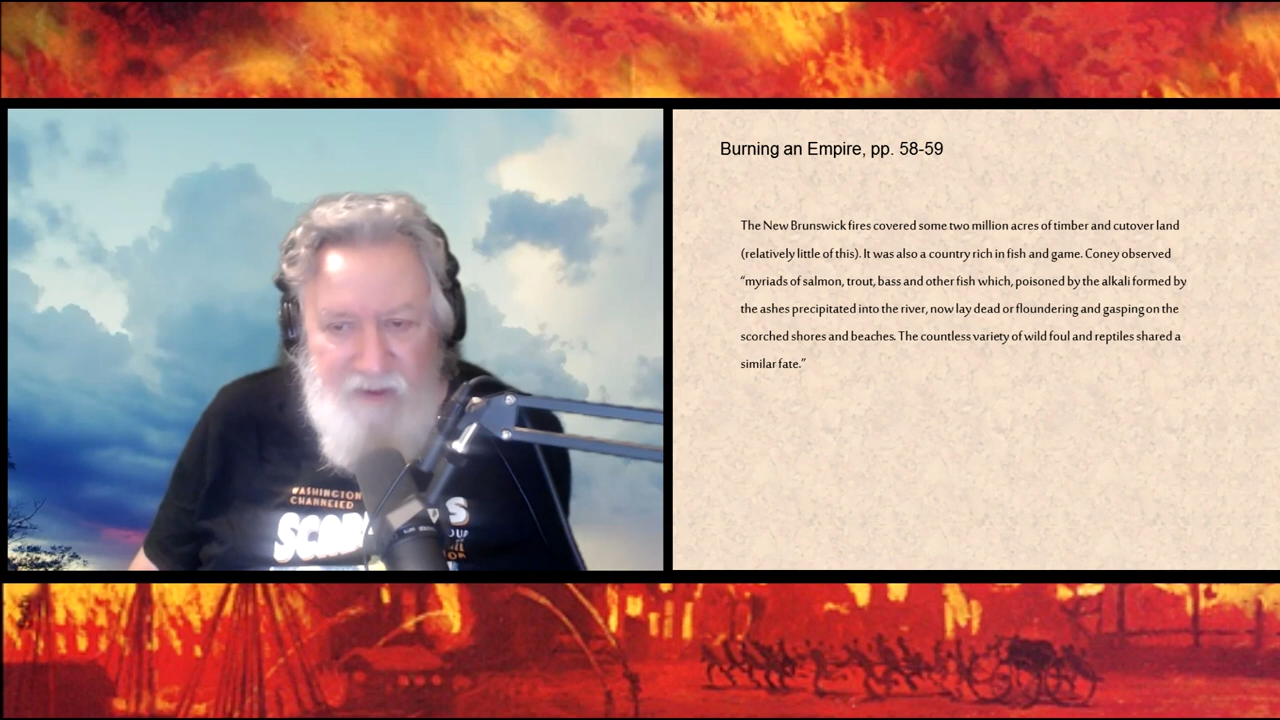 Burning an Empire, pp. 58-59
The New Brunswick fires covered some two million acres of timber and cutover land
(relatively little of this). It was also a country rich in fish and game. Coney observed
“myriads of salmon, trout, bass and other fish which, poisoned by the alkali formed by
the ashes precipitated into the river, now lay dead or floundering and gasping on the
scorched shores and beaches. The countless variety of wild foul and reptiles shared a
similar fate.”
WASHINGTON
CHANNELED